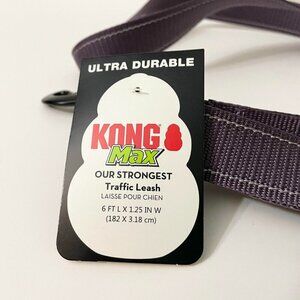 ULTRA DURABLE
KONG
Max
OUR STRONGEST
Traffic Leash
LAISSE POUR CHIEN
6 FT L X 1.25 IN W
(182 X 3.18 cm)